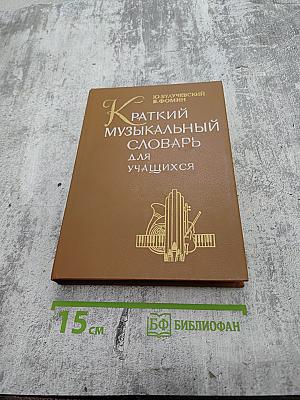 Ю.БУЛУЧЕВСКИЙ
В.ФОМИН
КРАТКИЙ
МУЗЫКАЛЬНЫЙ
СЛОВАРЬ
ДЛЯ
УЧАЩИХСЯ
15 см
БФ БИБЛИОФАН